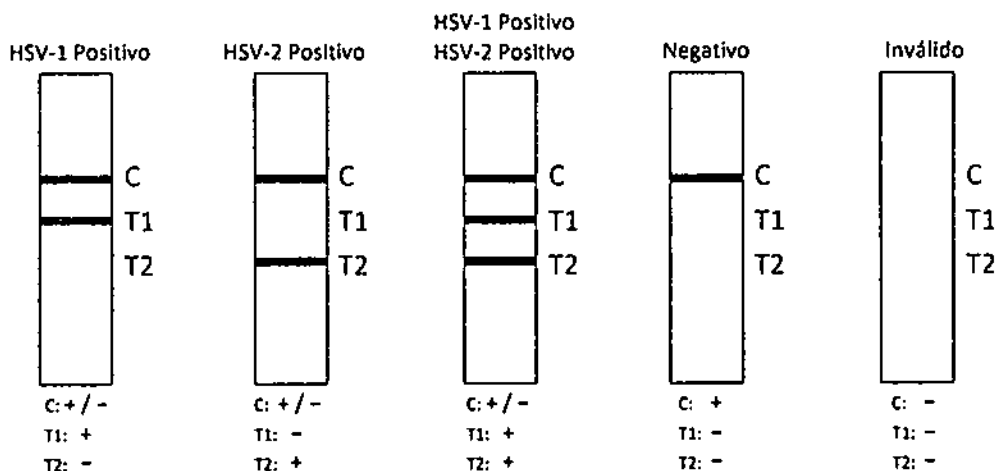 HSV-1 Positivo
C
T1
T2
C: + / −
T1: +
T2: −
HSV-2 Positivo
C
T1
T2
C: + / −
T1: −
T2: +
HSV-1 Positivo
HSV-2 Positivo
C
T1
T2
C: + / −
T1: +
T2: +
Negativo
C
T1
T2
C: +
T1: −
T2: −
Inválido
C
T1
T2
C: −
T1: −
T2: −